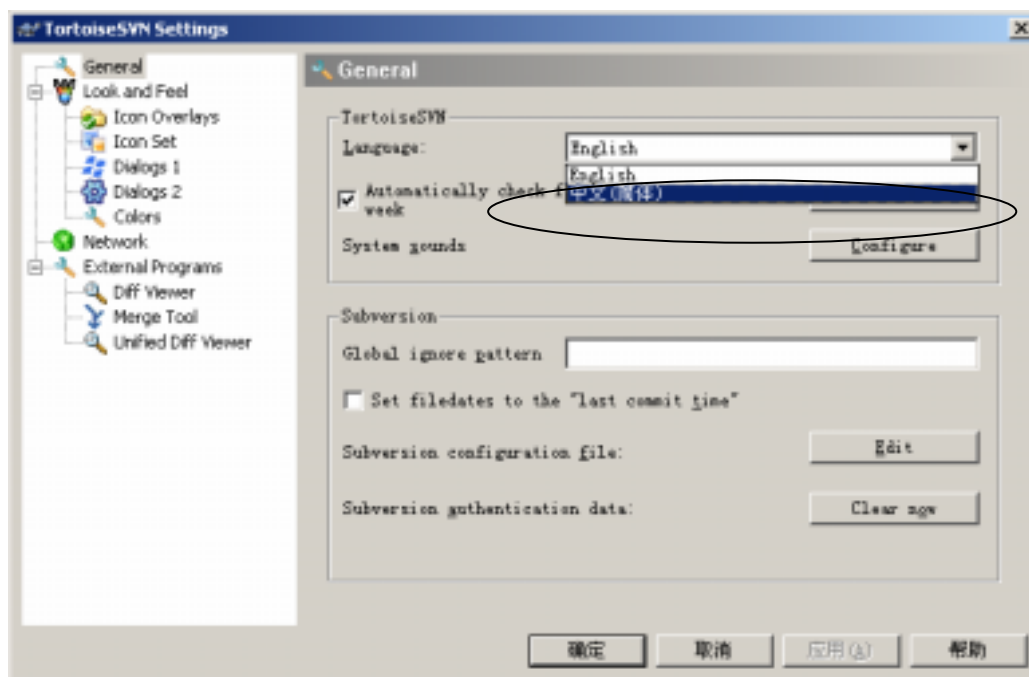 TortoiseSVN Settings
General
Look and Feel
Icon Overlays
Icon Set
Dialogs 1
Dialogs 2
Colors
Network
External Programs
Diff Viewer
Merge Tool
Unified Diff Viewer
General
TortoiseSVN
Language:
English
English
中文(简体)
Automatically check
week
System sounds
Configure
Subversion
Global ignore pattern
Set filedates to the "last commit time"
Subversion configuration file:
Edit
Subversion authentication data:
Clear now
确定
取消
应用(A)
帮助